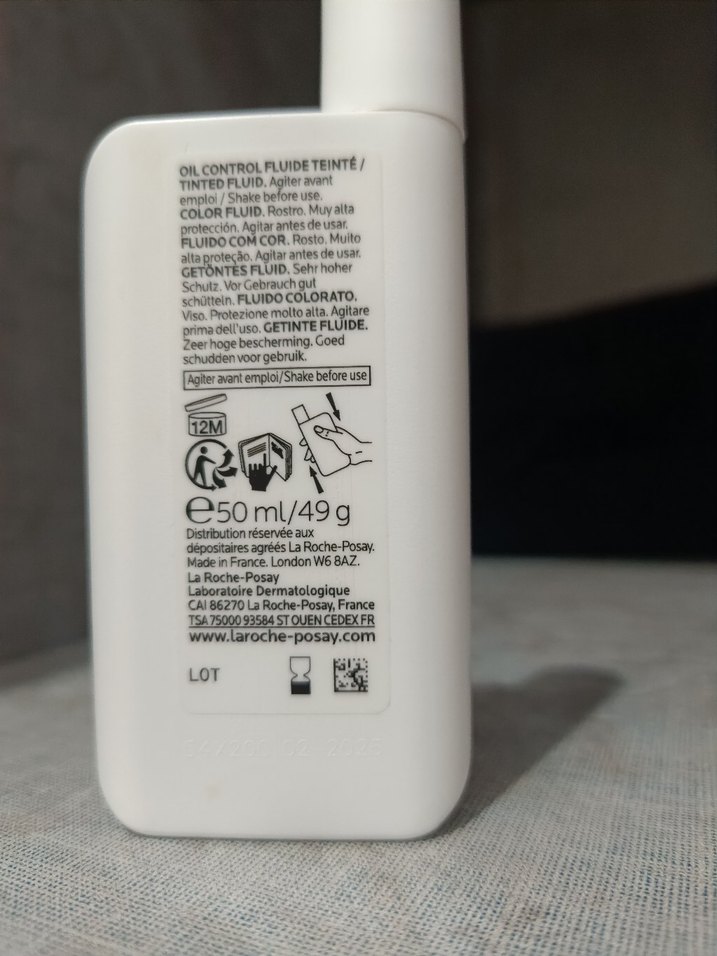 OIL CONTROL FLUIDE TEINTÉ /
TINTED FLUID. Agiter avant
emploi / Shake before use.
COLOR FLUID. Rostro. Muy alta
protección. Agitar antes de usar.
FLUIDO COM COR. Rosto. Muito
alta proteção. Agitar antes de usar.
GETÖNTES FLUID. Sehr hoher
Schutz. Vor Gebrauch gut
schütteln. FLUIDO COLORATO.
Viso. Protezione molto alta. Agitare
prima dell'uso. GETINTE FLUIDE.
Zeer hoge bescherming. Goed
schudden voor gebruik.
Agiter avant emploi/Shake before use
12M
℮50 ml/49 g
Distribution réservée aux
dépositaires agréés La Roche-Posay.
Made in France. London W6 8AZ.
La Roche-Posay
Laboratoire Dermatologique
CAI 86270 La Roche-Posay, France
TSA 75000 93584 ST OUEN CEDEX FR
www.laroche-posay.com
LOT
02